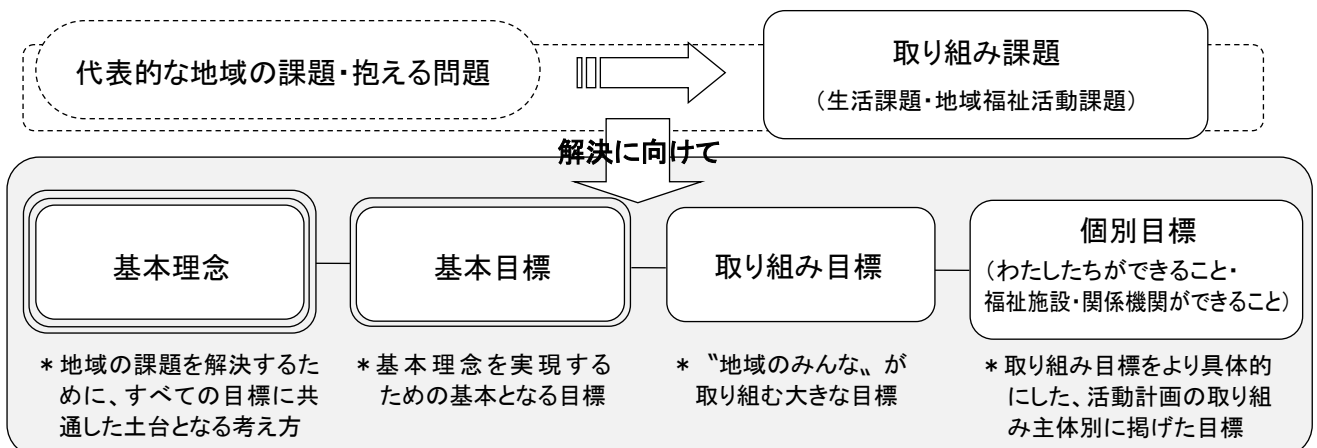 代表的な地域の課題・抱える問題
取り組み課題
（生活課題・地域福祉活動課題）
解決に向けて
基本理念
基本目標
取り組み目標
個別目標
（わたしたちができること・
福祉施設・関係機関ができること）
＊地域の課題を解決するた
めに、すべての目標に共
通した土台となる考え方
＊基本理念を実現する
ための基本となる目標
＊〝地域のみんな〟が
取り組む大きな目標
＊取り組み目標をより具体的
にした、活動計画の取り組
み主体別に掲げた目標